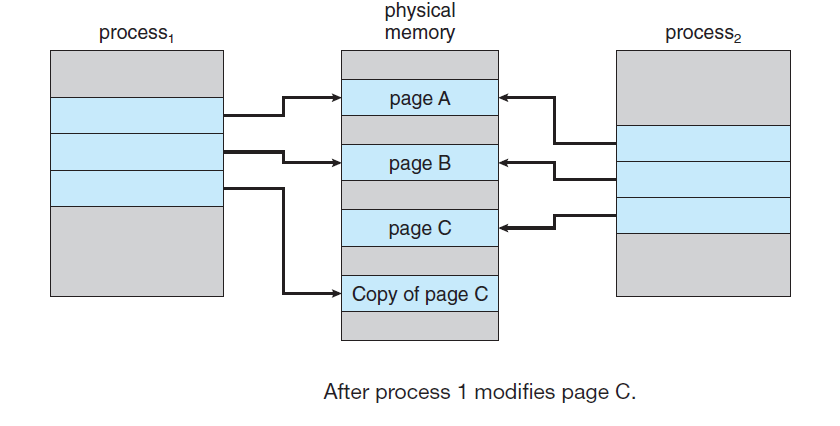 process₁
physical
memory
process₂
page A
page B
page C
Copy of page C
After process 1 modifies page C.